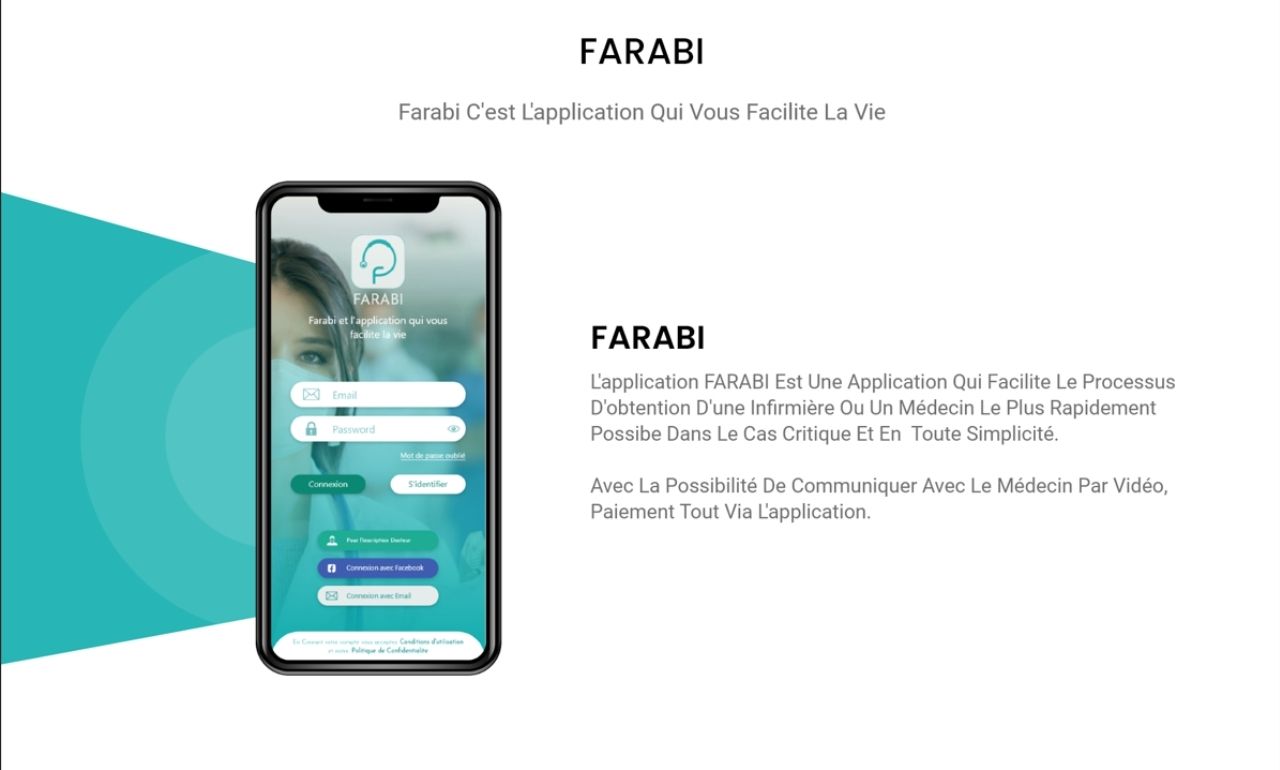 FARABI
Farabi C'est L'application Qui Vous Facilite La Vie
FARABI
Farabi et l'application qui vous
facilite la vie
Email
Password
Mot de passe oublié
Connexion
S'identifier
Pour l'inscription Docteur
Connexion avec Facebook
Connexion avec Email
votre compte vous acceptez Conditions d'utilisation
et notre Politique de Confidentialité
FARABI
L'application FARABI Est Une Application Qui Facilite Le Processus
D'obtention D'une Infirmière Ou Un Médecin Le Plus Rapidement
Possibe Dans Le Cas Critique Et En Toute Simplicité.
Avec La Possibilité De Communiquer Avec Le Médecin Par Vidéo,
Paiement Tout Via L'application.